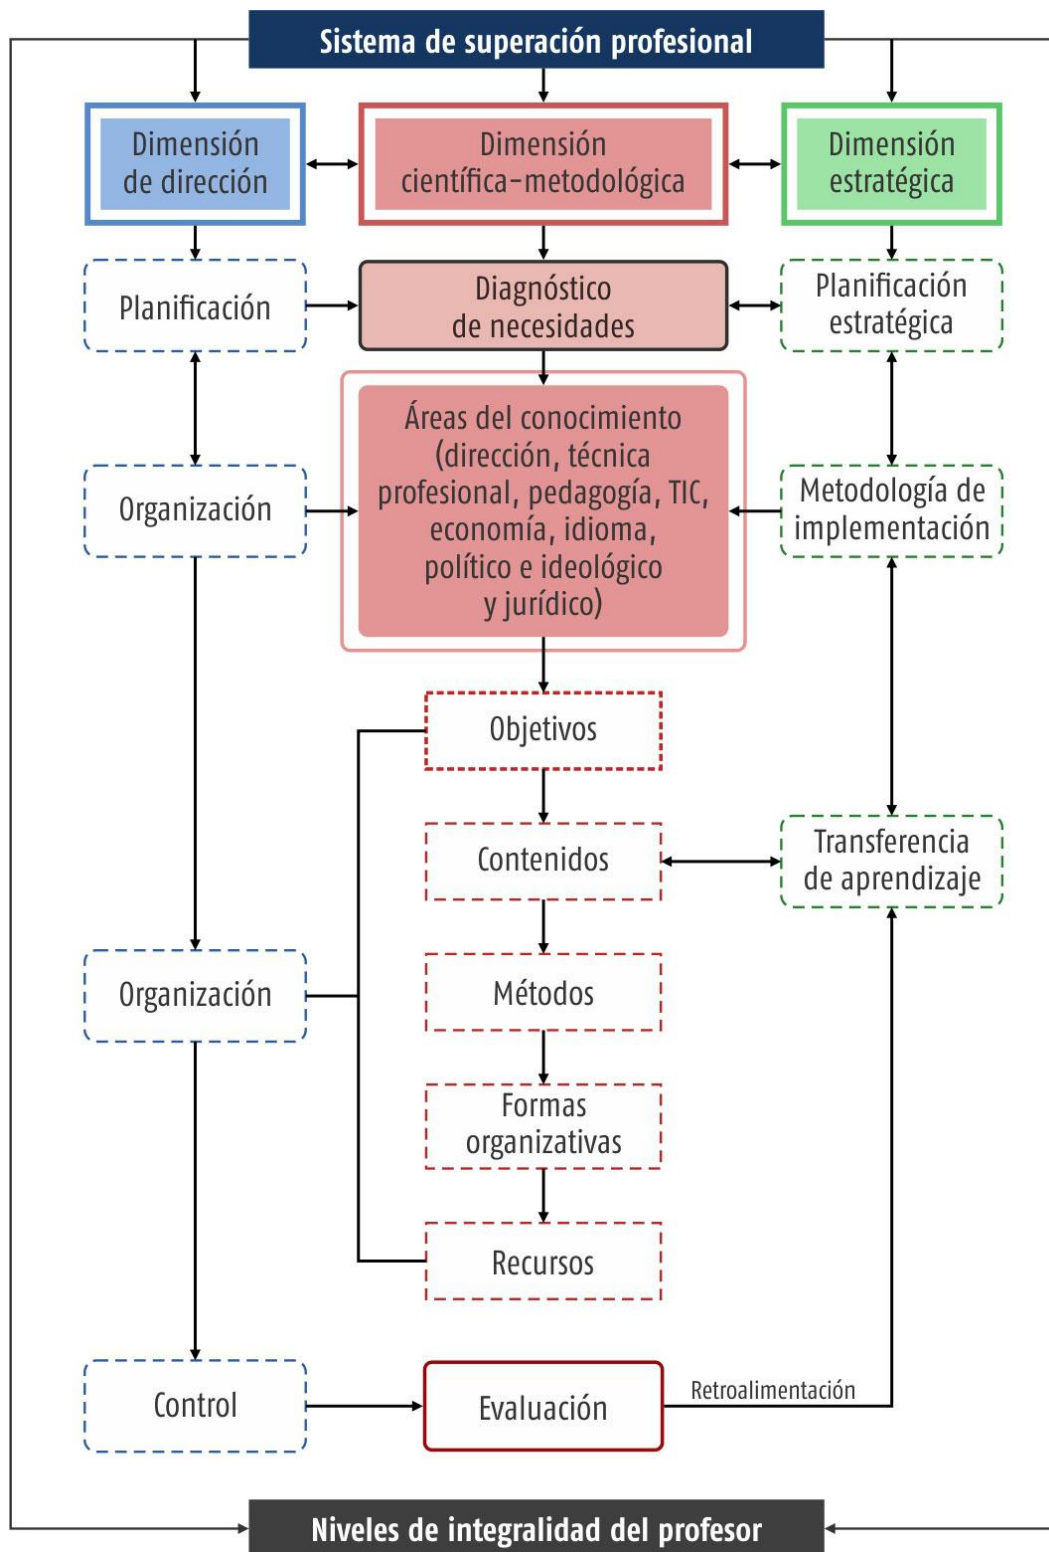 Sistema de superación profesional
Dimensión
de dirección
Dimensión
científica-metodológica
Dimensión
estratégica
Planificación
Diagnóstico
de necesidades
Planificación
estratégica
Áreas del conocimiento
(dirección, técnica
profesional, pedagogía, TIC,
economía, idioma,
político e ideológico
y jurídico)
Organización
Metodología de
implementación
Objetivos
Contenidos
Transferencia
de aprendizaje
Organización
Métodos
Formas
organizativas
Recursos
Control
Evaluación
Retroalimentación
Niveles de integralidad del profesor